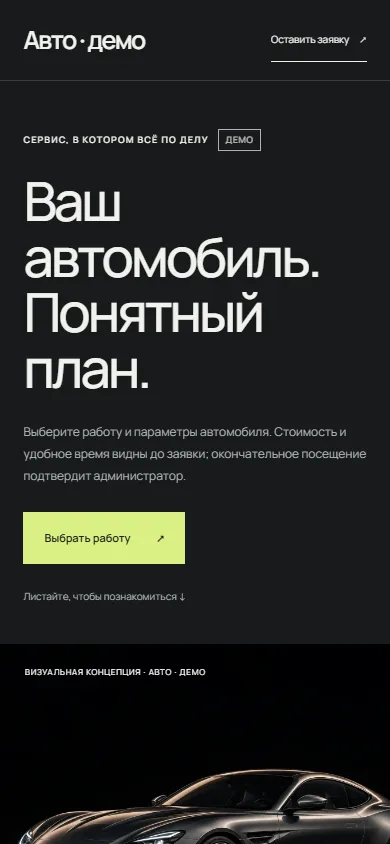 Авто · демо
Оставить заявку ↗
СЕРВИС, В КОТОРОМ ВСЁ ПО ДЕЛУ ДЕМО
Ваш
автомобиль.
Понятный
план.
Выберите работу и параметры автомобиля. Стоимость и
удобное время видны до заявки; окончательное посещение
подтвердит администратор.
Выбрать работу ↗
Листайте, чтобы познакомиться ↓
ВИЗУАЛЬНАЯ КОНЦЕПЦИЯ · АВТО · ДЕМО